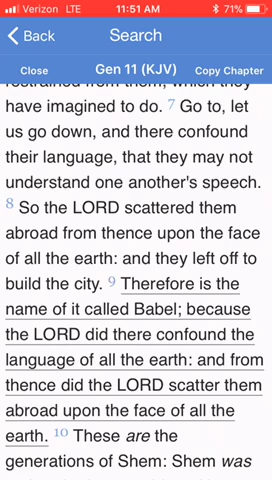 Verizon LTE 11:51 AM 71%
Back Search
Close Gen 11 (KJV) Copy Chapter
restrained from them, which they
have imagined to do. 7 Go to, let
us go down, and there confound
their language, that they may not
understand one another's speech.
8 So the LORD scattered them
abroad from thence upon the face
of all the earth: and they left off to
build the city. 9 Therefore is the
name of it called Babel; because
the LORD did there confound the
language of all the earth: and from
thence did the LORD scatter them
abroad upon the face of all the
earth. 10 These are the
generations of Shem: Shem was